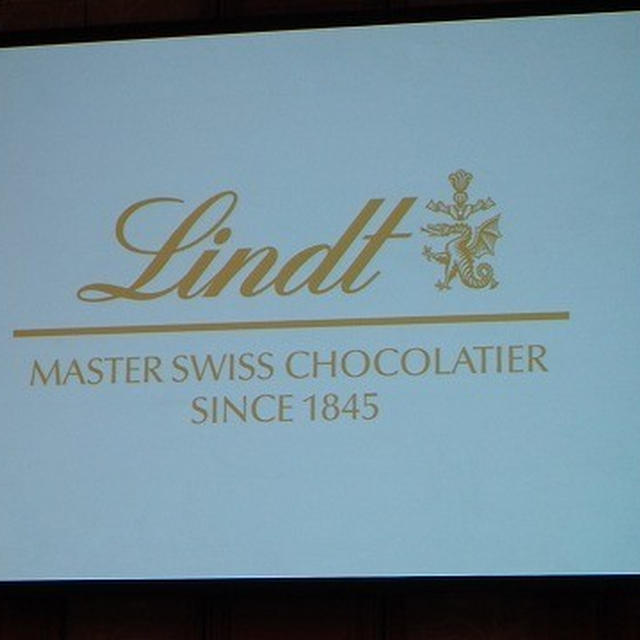 Lindt
MASTER SWISS CHOCOLATIER
SINCE 1845